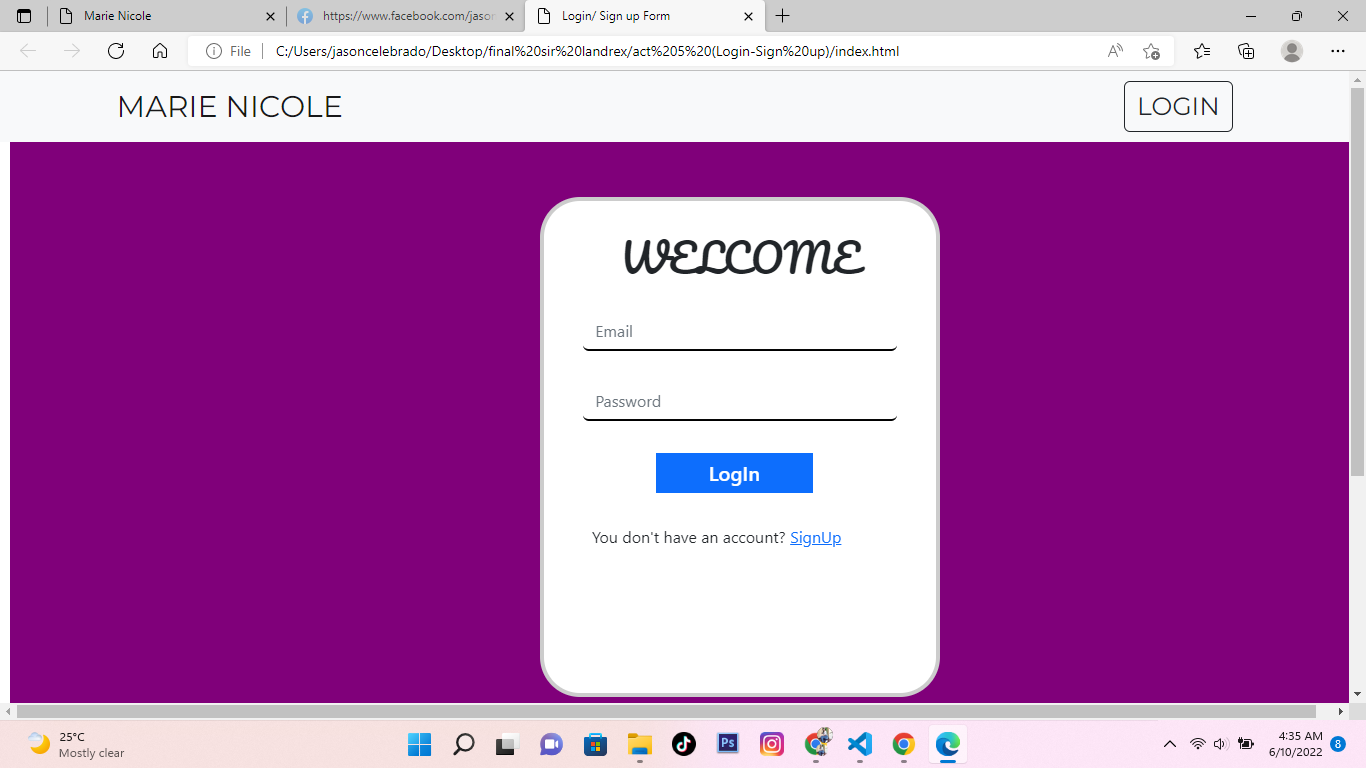 Marie Nicole
https://www.facebook.com/jason
Login/ Sign up Form
File
C:/Users/jasoncelebrado/Desktop/final%20sir%20landrex/act%205%20(Login-Sign%20up)/index.html
MARIE NICOLE
LOGIN
WELCOME
Email
Password
LogIn
You don't have an account? SignUp
25°C
Mostly clear
Ps
4:35 AM
6/10/2022
8